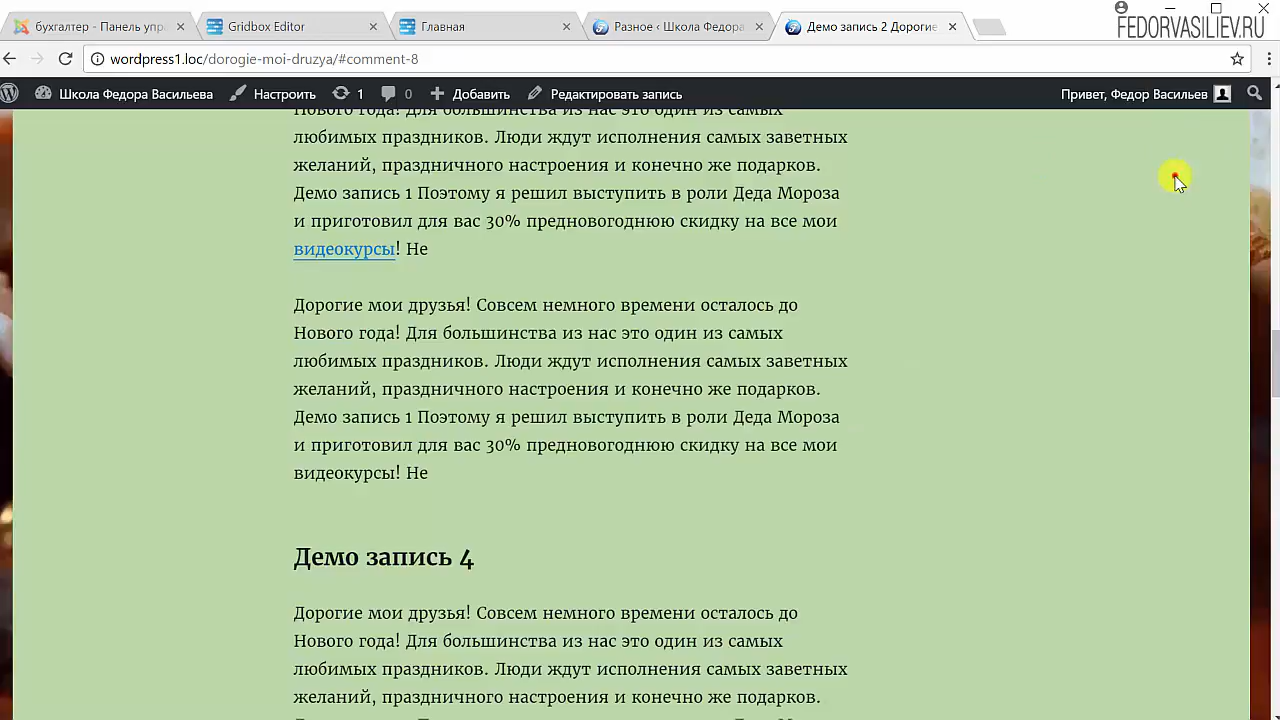 бухгалтер - Панель упр
Gridbox Editor
Главная
Разное ‹ Школа Федора
Демо запись 2 Дорогие
FEDORVASILIEV.RU
wordpress1.loc/dorogie-moi-druzya/#comment-8
Школа Федора Васильева
Настроить
1
0
Добавить
Редактировать запись
Привет, Федор Васильев
Нового года! Для большинства из нас это один из самых
любимых праздников. Люди ждут исполнения самых заветных
желаний, праздничного настроения и конечно же подарков.
Демо запись 1 Поэтому я решил выступить в роли Деда Мороза
и приготовил для вас 30% предновогоднюю скидку на все мои
видеокурсы! Не
Дорогие мои друзья! Совсем немного времени осталось до
Нового года! Для большинства из нас это один из самых
любимых праздников. Люди ждут исполнения самых заветных
желаний, праздничного настроения и конечно же подарков.
Демо запись 1 Поэтому я решил выступить в роли Деда Мороза
и приготовил для вас 30% предновогоднюю скидку на все мои
видеокурсы! Не
Демо запись 4
Дорогие мои друзья! Совсем немного времени осталось до
Нового года! Для большинства из нас это один из самых
любимых праздников. Люди ждут исполнения самых заветных
желаний, праздничного настроения и конечно же подарков.